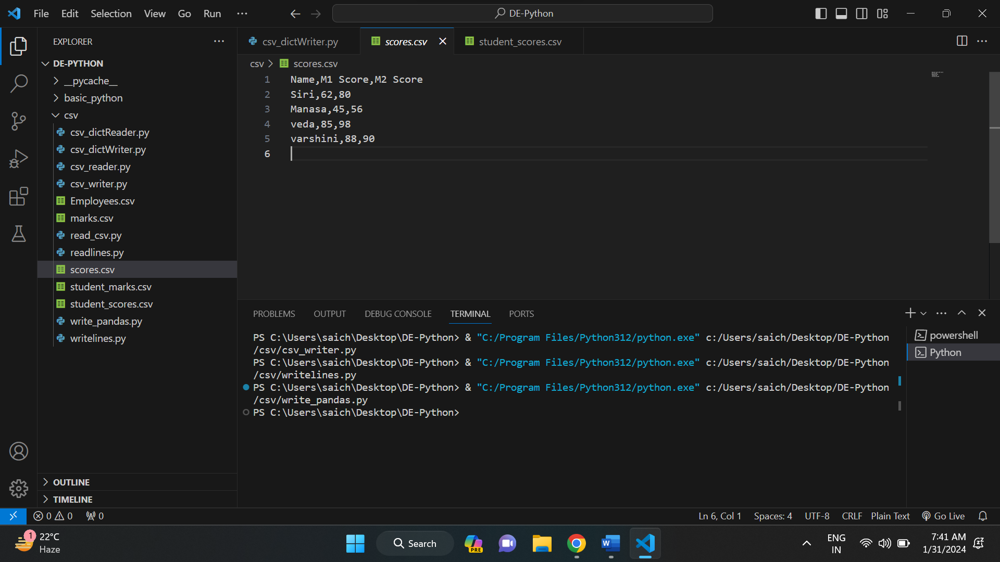 File Edit Selection View Go Run ···
DE-Python
EXPLORER
DE-PYTHON
__pycache__
basic_python
csv
csv_dictReader.py
csv_dictWriter.py
csv_reader.py
csv_writer.py
Employees.csv
marks.csv
read_csv.py
readlines.py
scores.csv
student_marks.csv
student_scores.csv
write_pandas.py
writelines.py
OUTLINE
TIMELINE
csv_dictWriter.py scores.csv student_scores.csv
csv > scores.csv
1 Name,M1 Score,M2 Score
2 Siri,62,80
3 Manasa,45,56
4 veda,85,98
5 varshini,88,90
6
PROBLEMS OUTPUT DEBUG CONSOLE TERMINAL PORTS
PS C:\Users\saich\Desktop\DE-Python> & "C:/Program Files/Python312/python.exe" c:/Users/saich/Desktop/DE-Python
/csv/csv_writer.py
PS C:\Users\saich\Desktop\DE-Python> & "C:/Program Files/Python312/python.exe" c:/Users/saich/Desktop/DE-Python
/csv/writelines.py
PS C:\Users\saich\Desktop\DE-Python> & "C:/Program Files/Python312/python.exe" c:/Users/saich/Desktop/DE-Python
/csv/write_pandas.py
PS C:\Users\saich\Desktop\DE-Python>
powershell
Python
0 0 0
Ln 6, Col 1 Spaces: 4 UTF-8 CRLF Plain Text Go Live
1
22°C
Haze
Search
PRE
W
ENG
IN
7:41 AM
1/31/2024